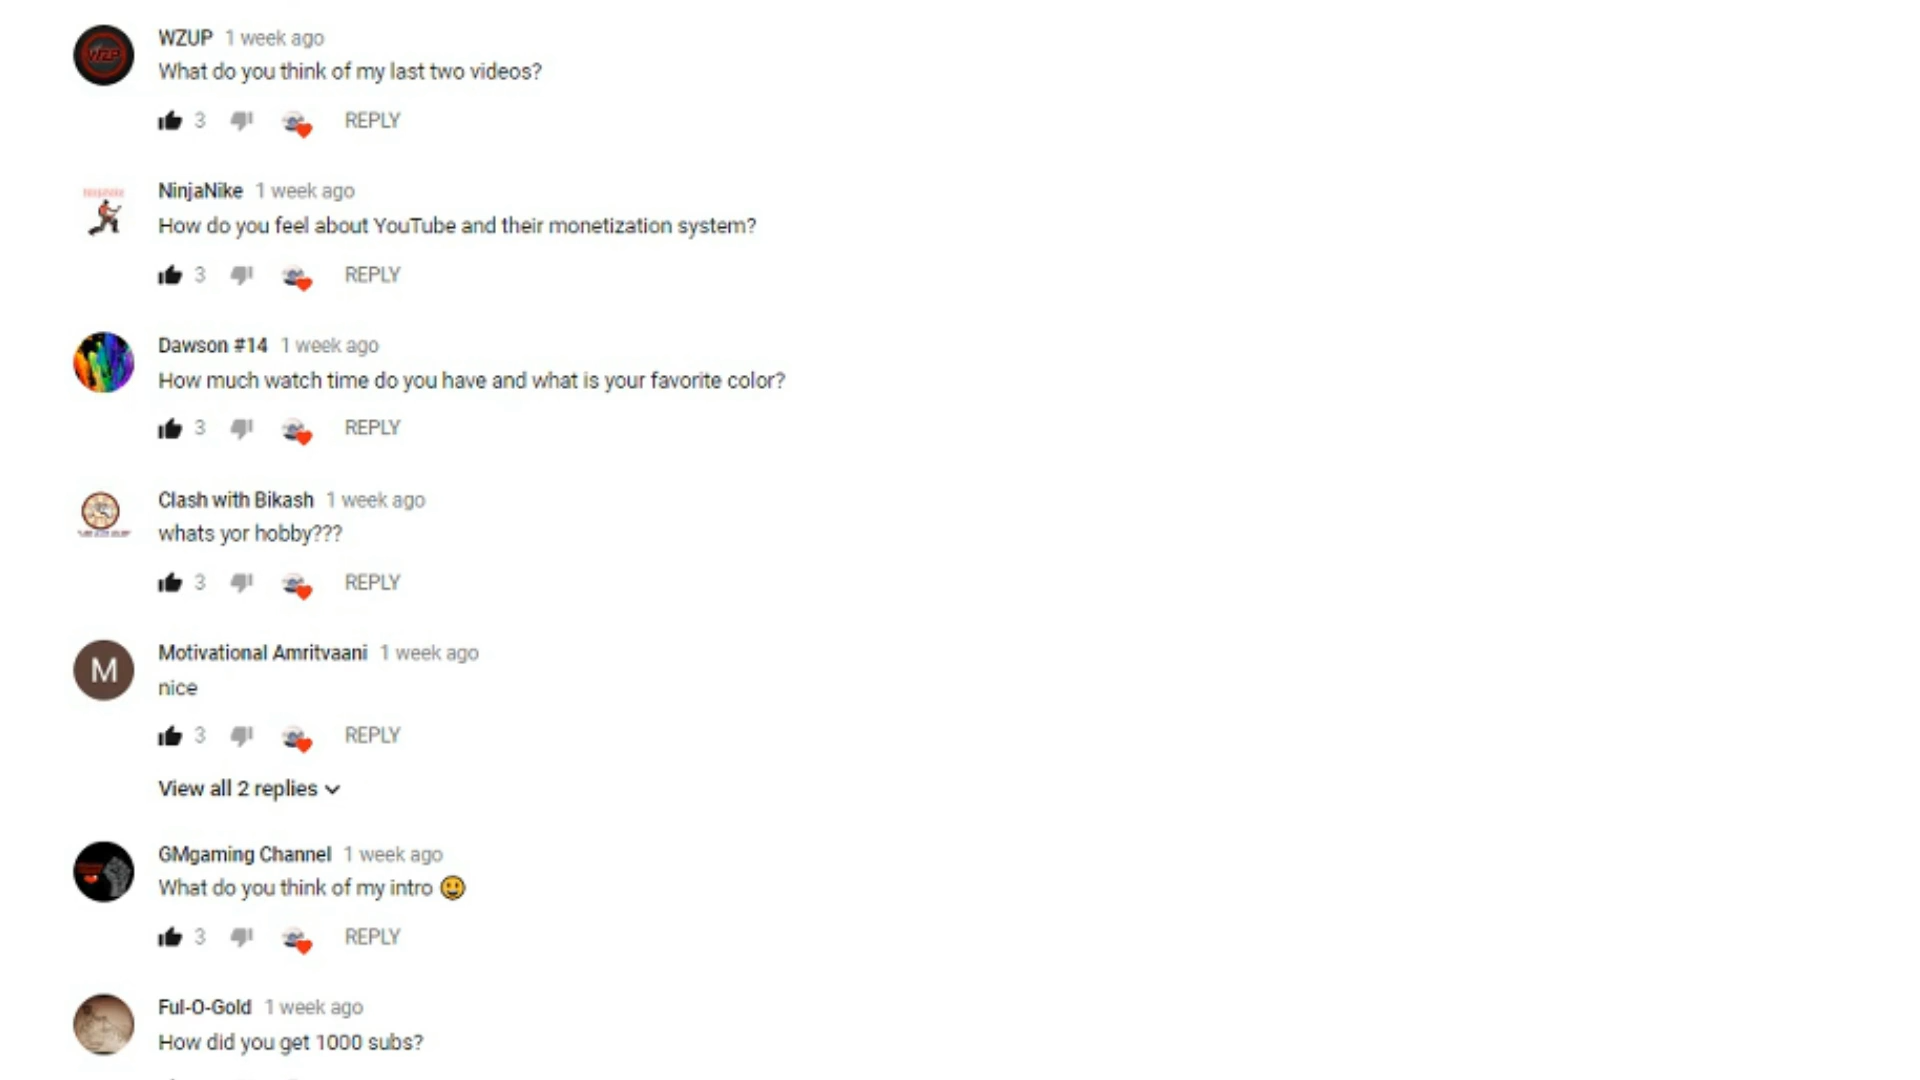 WZUP 1 week ago
What do you think of my last two videos?
3 REPLY
NinjaNike 1 week ago
How do you feel about YouTube and their monetization system?
3 REPLY
Dawson #14 1 week ago
How much watch time do you have and what is your favorite color?
3 REPLY
Clash with Bikash 1 week ago
whats yor hobby???
3 REPLY
M
Motivational Amritvaani 1 week ago
nice
3 REPLY
View all 2 replies
GMgaming Channel 1 week ago
What do you think of my intro 😀
3 REPLY
Ful-O-Gold 1 week ago
How did you get 1000 subs?